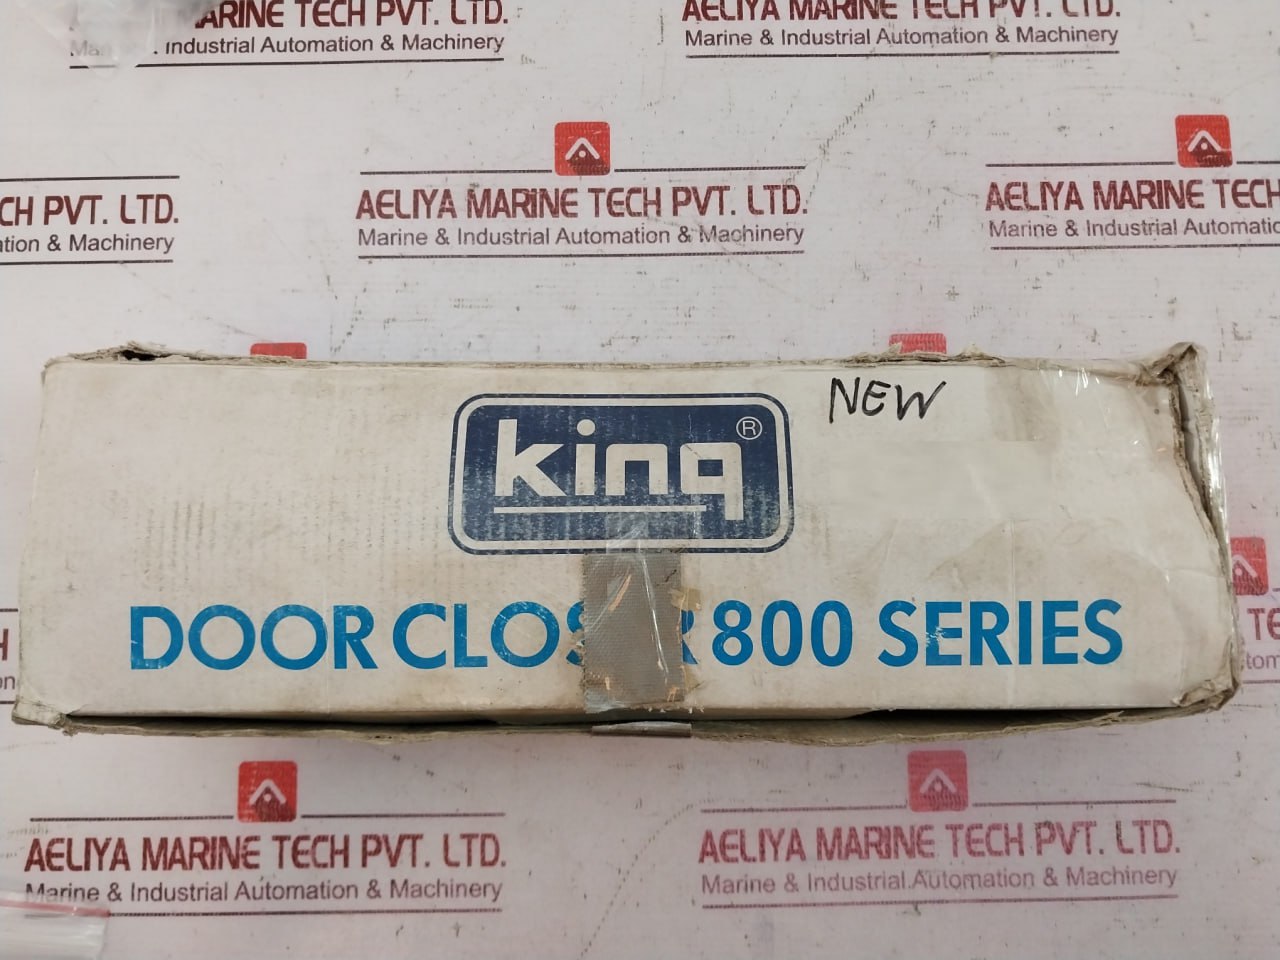 MARINE TECH PVT. LTD.
Industrial Automation & Machinery
AELIYA MARINE TECH PVT. LTD.
Marine & Industrial Automation & Machinery
CH PVT. LTD.
ation & Machinery
AELIYA MARINE TECH PVT. LTD.
Marine & Industrial Automation & Machinery
AELIYA MARINE TECH
Marine & Industrial Automatic
NEW
king ®
DOOR CLOSER 800 SERIES
AELIYA MARINE TECH PVT. LTD.
Marine & Industrial Automation & Machinery
AELIYA MARINE TECH PVT. LTD.
Marine & Industrial Automation & Machinery